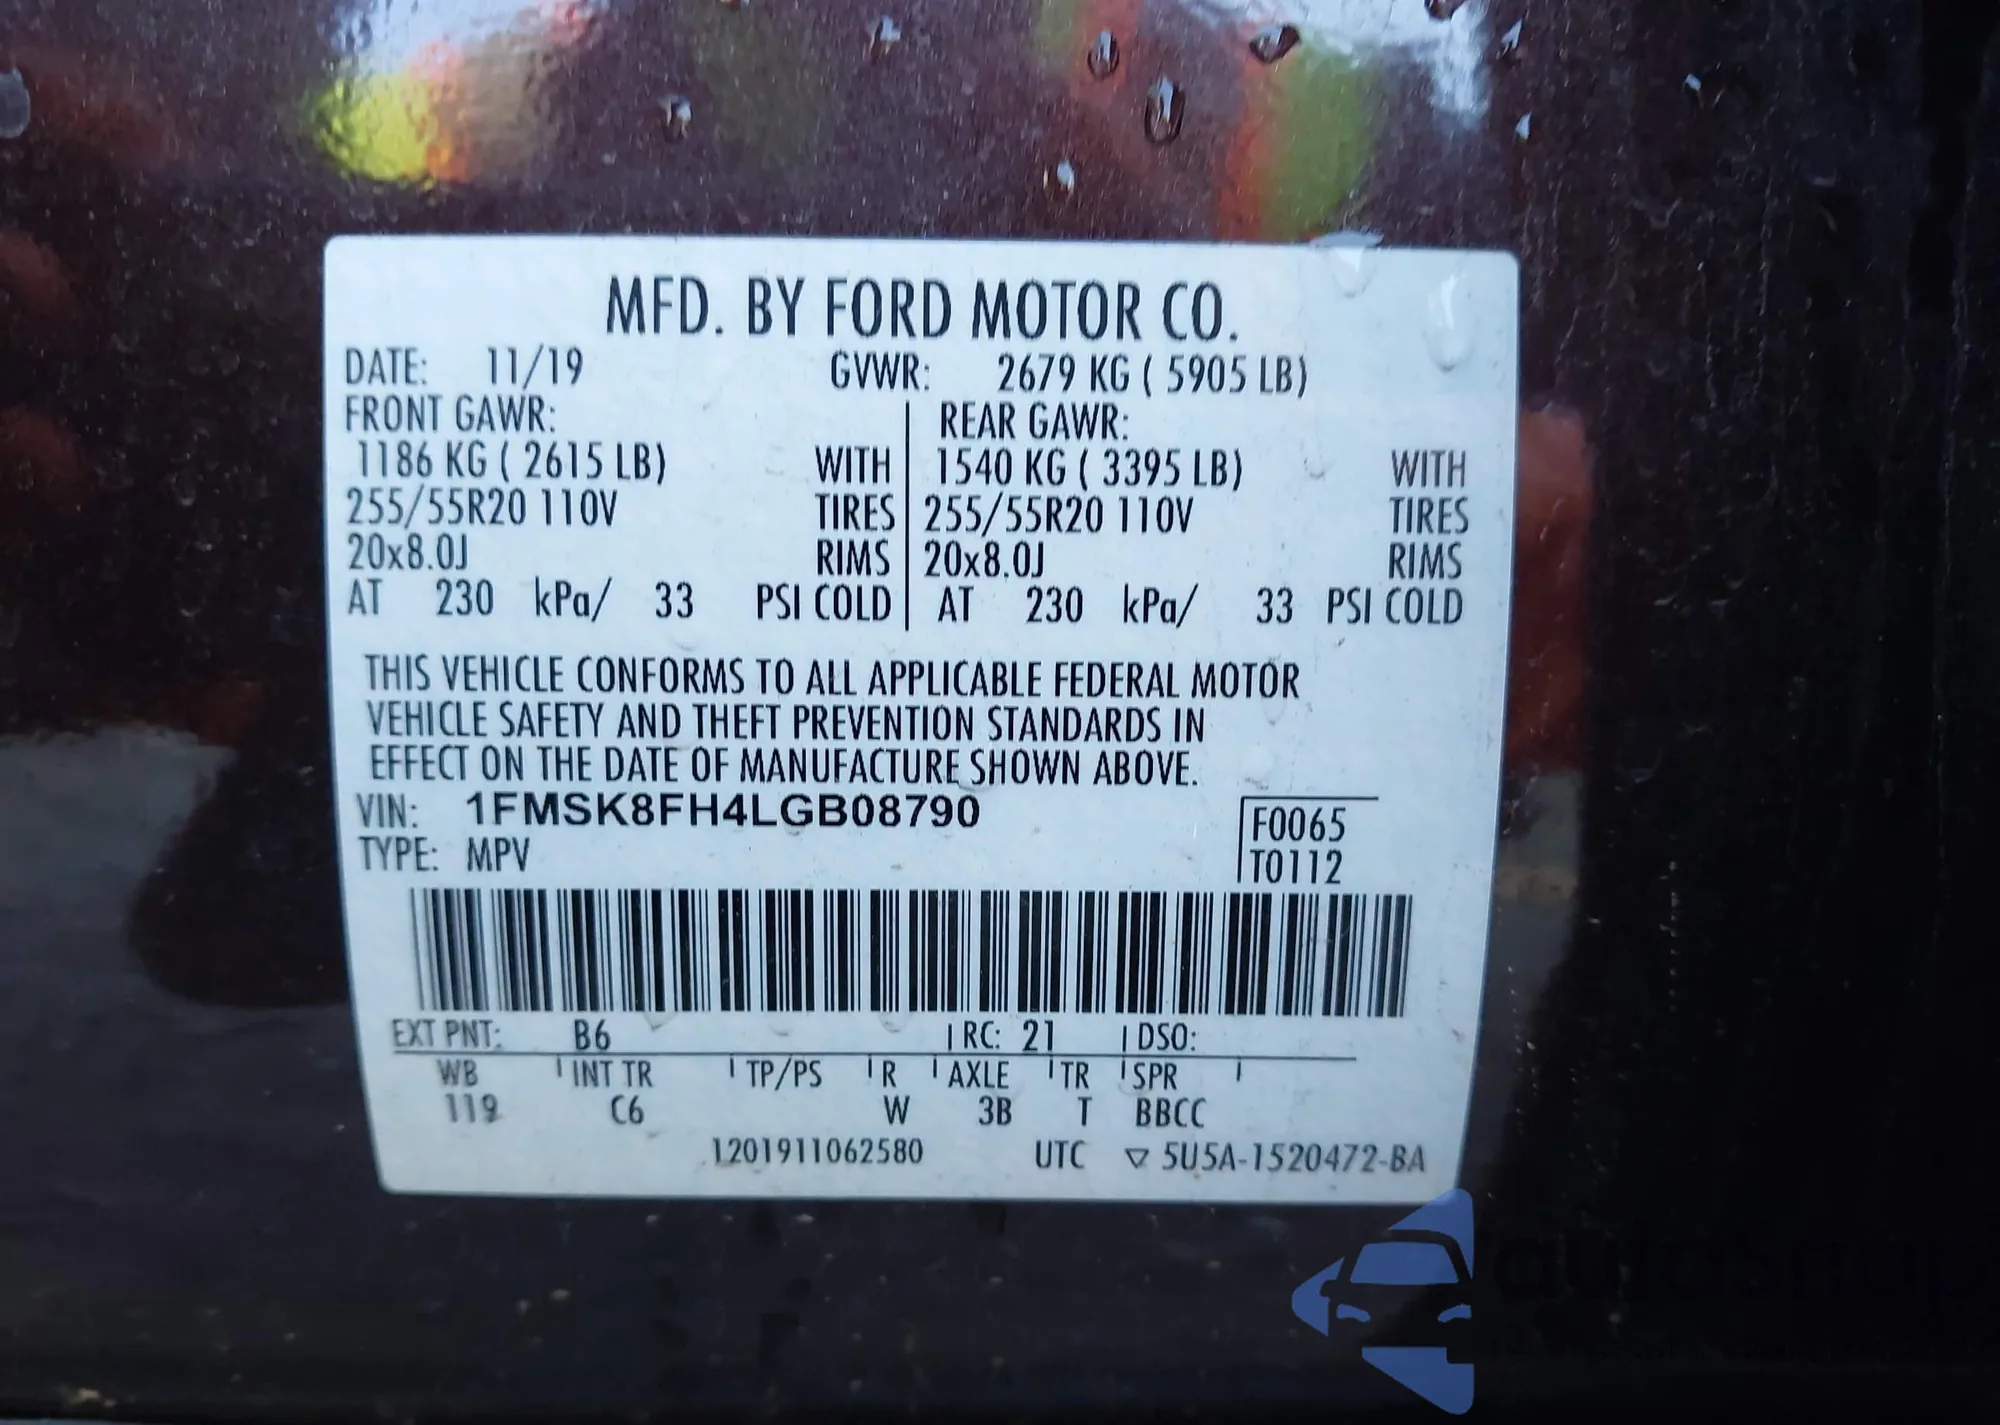 MFD. BY FORD MOTOR CO.
DATE: 11/19 GVWR: 2679 KG ( 5905 LB)
FRONT GAWR: REAR GAWR:
1186 KG ( 2615 LB) WITH 1540 KG ( 3395 LB) WITH
255/55R20 110V TIRES 255/55R20 110V TIRES
20x8.0J RIMS 20x8.0J RIMS
AT 230 kPa/ 33 PSI COLD AT 230 kPa/ 33 PSI COLD
THIS VEHICLE CONFORMS TO ALL APPLICABLE FEDERAL MOTOR
VEHICLE SAFETY AND THEFT PREVENTION STANDARDS IN
EFFECT ON THE DATE OF MANUFACTURE SHOWN ABOVE.
VIN: 1FMSK8FH4LGB08790 F0065
TYPE: MPV T0112
EXT PNT: B6 RC: 21 DSO:
WB INT TR TP/PS R AXLE TR SPR
119 C6 W 3B T BBCC
1201911062580 UTC ▽ 5U5A-1520472-BA